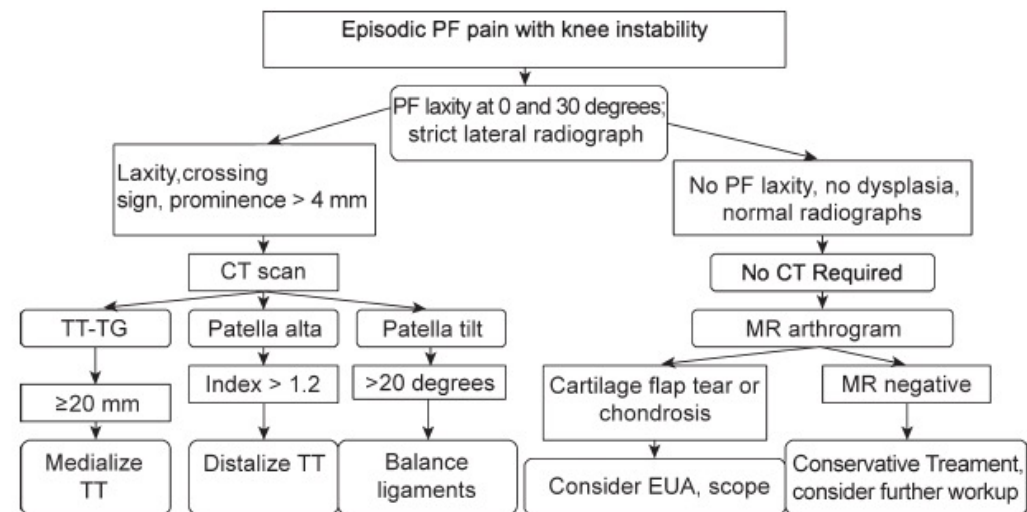 Episodic PF pain with knee instability
PF laxity at 0 and 30 degrees;
strict lateral radiograph
Laxity,crossing
sign, prominence > 4 mm
No PF laxity, no dysplasia,
normal radiographs
CT scan
No CT Required
TT-TG
Patella alta
Patella tilt
MR arthrogram
≥20 mm
Index > 1.2
>20 degrees
Cartilage flap tear or
chondrosis
MR negative
Medialize
TT
Distalize TT
Balance
ligaments
Consider EUA, scope
Conservative Treament,
consider further workup